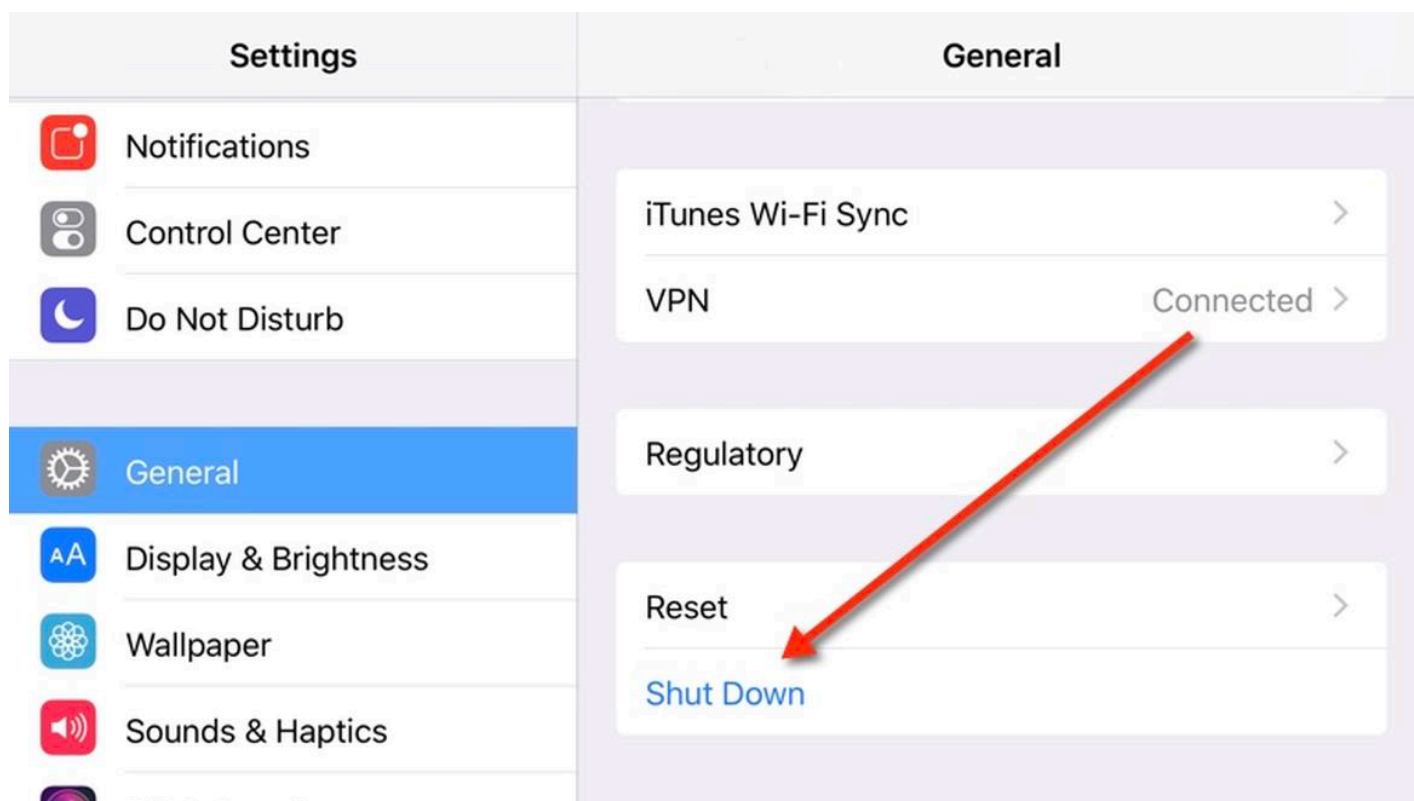 Settings
Notifications
Control Center
Do Not Disturb
General
AA
Display & Brightness
Wallpaper
Sounds & Haptics
General
iTunes Wi-Fi Sync
VPN Connected
Regulatory
Reset
Shut Down